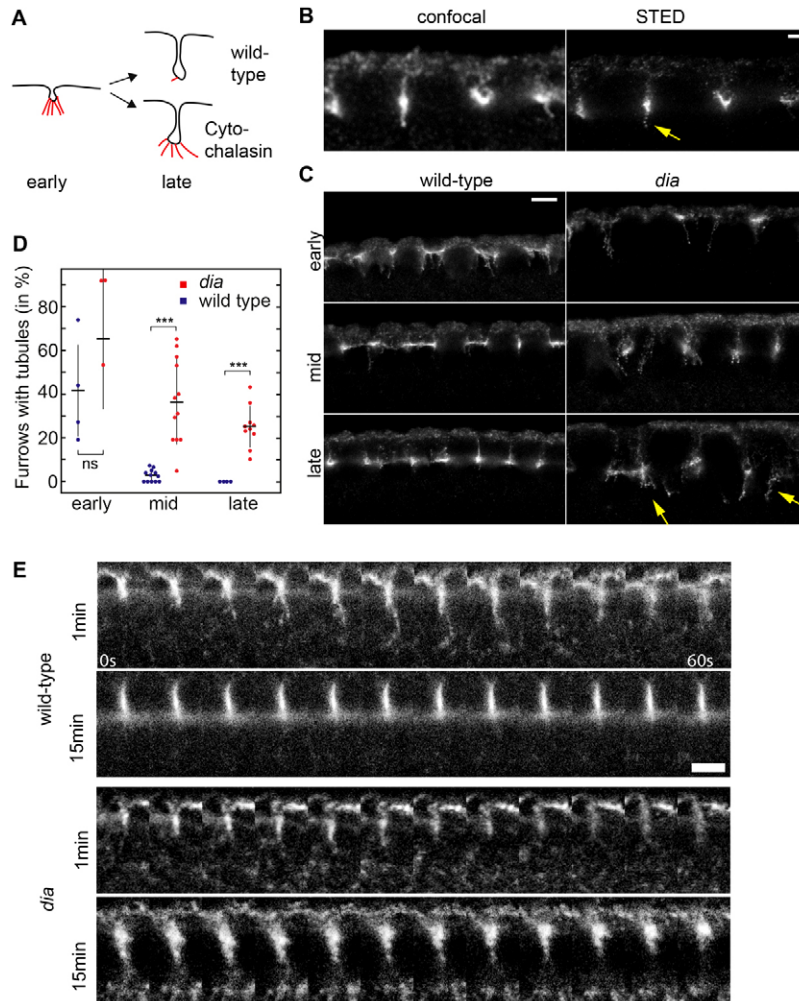 A
wild-
type
Cyto-
chalasin
early
late
B
confocal
STED
C
wild-type
dia
early
mid
late
D
Furrows with tubules (in %)
80
60
40
20
0
dia
wild type
***
***
ns
early
mid
late
E
wild-type
1min
0s
60s
15min
dia
1min
15min